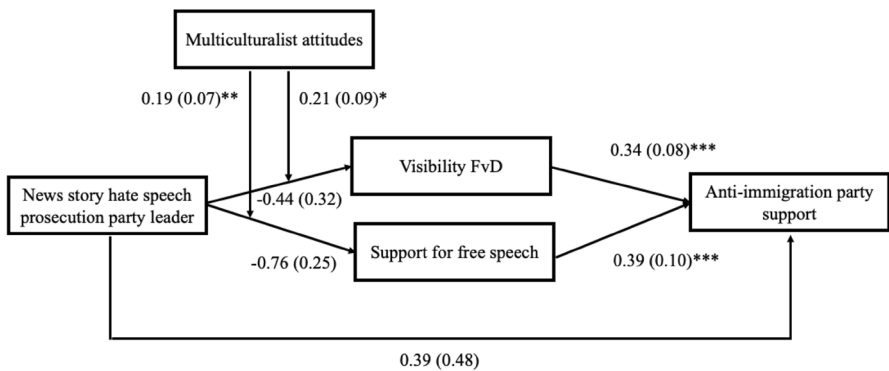 Multiculturalist attitudes
0.19 (0.07)** 0.21 (0.09)*
Visibility FvD
0.34 (0.08)***
News story hate speech
prosecution party leader
-0.44 (0.32)
Anti-immigration party
support
Support for free speech
-0.76 (0.25)
0.39 (0.10)***
0.39 (0.48)